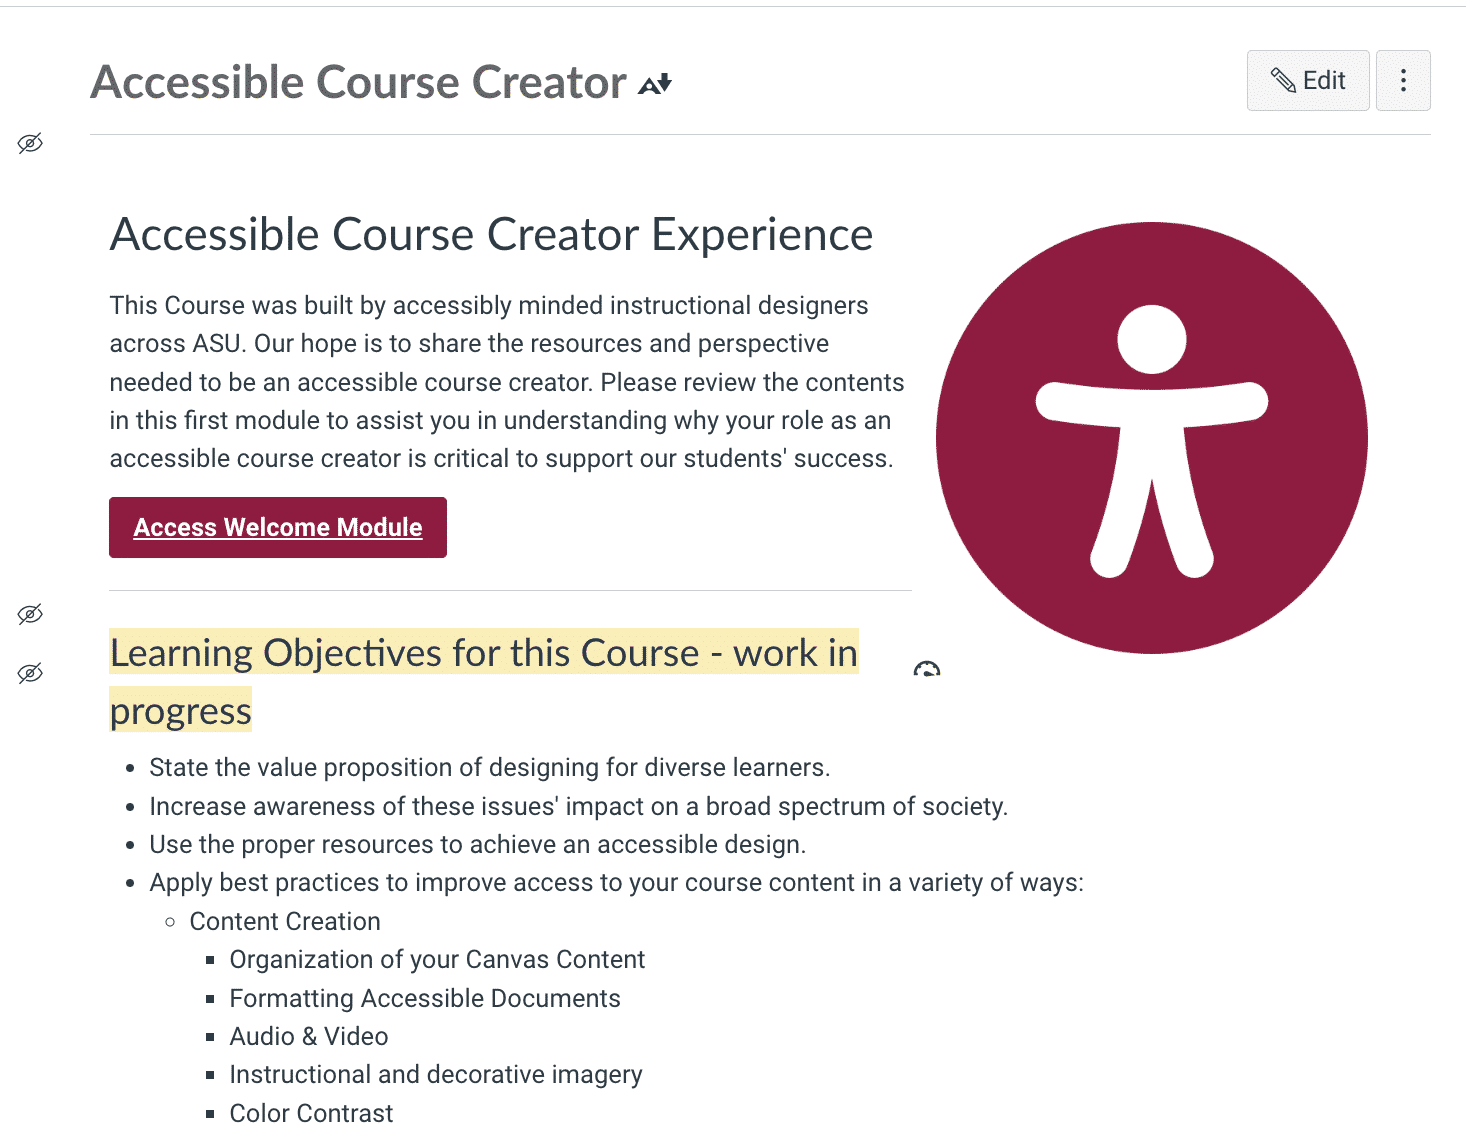 Accessible Course Creator
Edit
Accessible Course Creator Experience
This Course was built by accessibly minded instructional designers
across ASU. Our hope is to share the resources and perspective
needed to be an accessible course creator. Please review the contents
in this first module to assist you in understanding why your role as an
accessible course creator is critical to support our students' success.
Access Welcome Module
Learning Objectives for this Course - work in
progress
State the value proposition of designing for diverse learners.
Increase awareness of these issues' impact on a broad spectrum of society.
Use the proper resources to achieve an accessible design.
Apply best practices to improve access to your course content in a variety of ways:
Content Creation
Organization of your Canvas Content
Formatting Accessible Documents
Audio & Video
Instructional and decorative imagery
Color Contrast